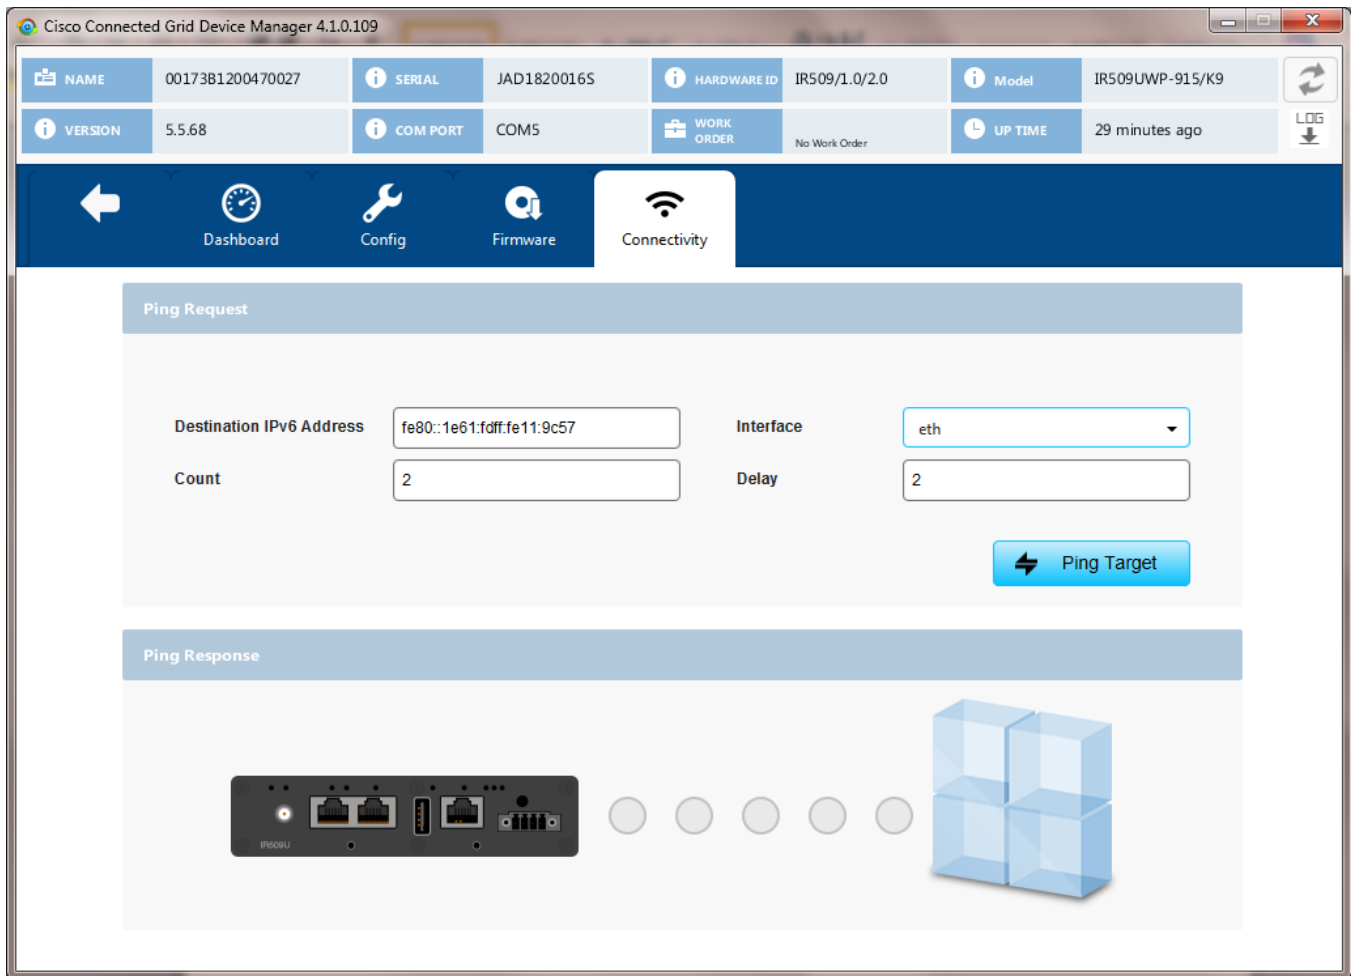 Cisco Connected Grid Device Manager 4.1.0.109
NAME 00173B1200470027 SERIAL JAD1820016S HARDWARE ID IR509/1.0/2.0 Model IR509UWP-915/K9
VERSION 5.5.68 COM PORT COM5 WORK ORDER No Work Order UP TIME 29 minutes ago LOG
Dashboard Config Firmware Connectivity
Ping Request
Destination IPv6 Address fe80::1e61:fdff:fe11:9c57 Interface eth
Count 2 Delay 2
Ping Target
Ping Response
IR509U